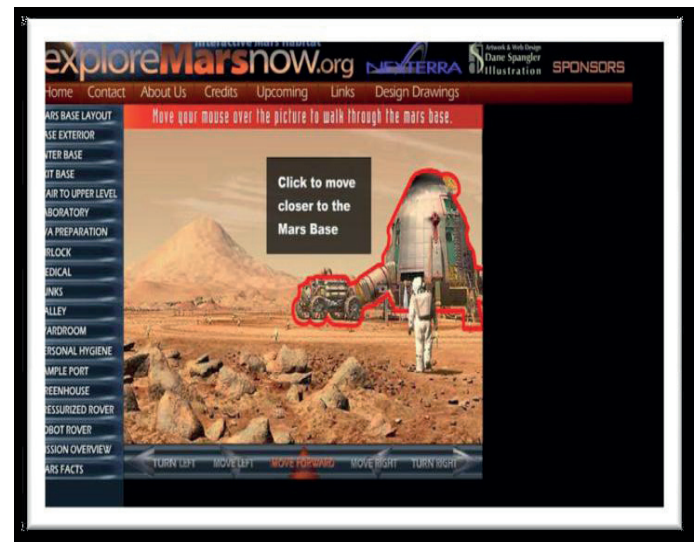 Interactive Mars Habitat
exploreMarsnow.org
NEXTERRA
Artwork & Web Design
Dane Spangler
Illustration
SPONSORS
Home Contact About Us Credits Upcoming Links Design Drawings
Move your mouse over the picture to walk through the mars base.
ARS BASE LAYOUT
ASE EXTERIOR
NTER BASE
IT BASE
AIR TO UPPER LEVEL
ABORATORY
VA PREPARATION
RLOCK
EDICAL
UNKS
ALLEY
ARDROOM
ERSONAL HYGIENE
AMPLE PORT
REENHOUSE
RESSURIZED ROVER
OBOT ROVER
ISSION OVERVIEW
ARS FACTS
Click to move
closer to the
Mars Base
TURN LEFT MOVE LEFT MOVE FORWARD MOVE RIGHT TURN RIGHT